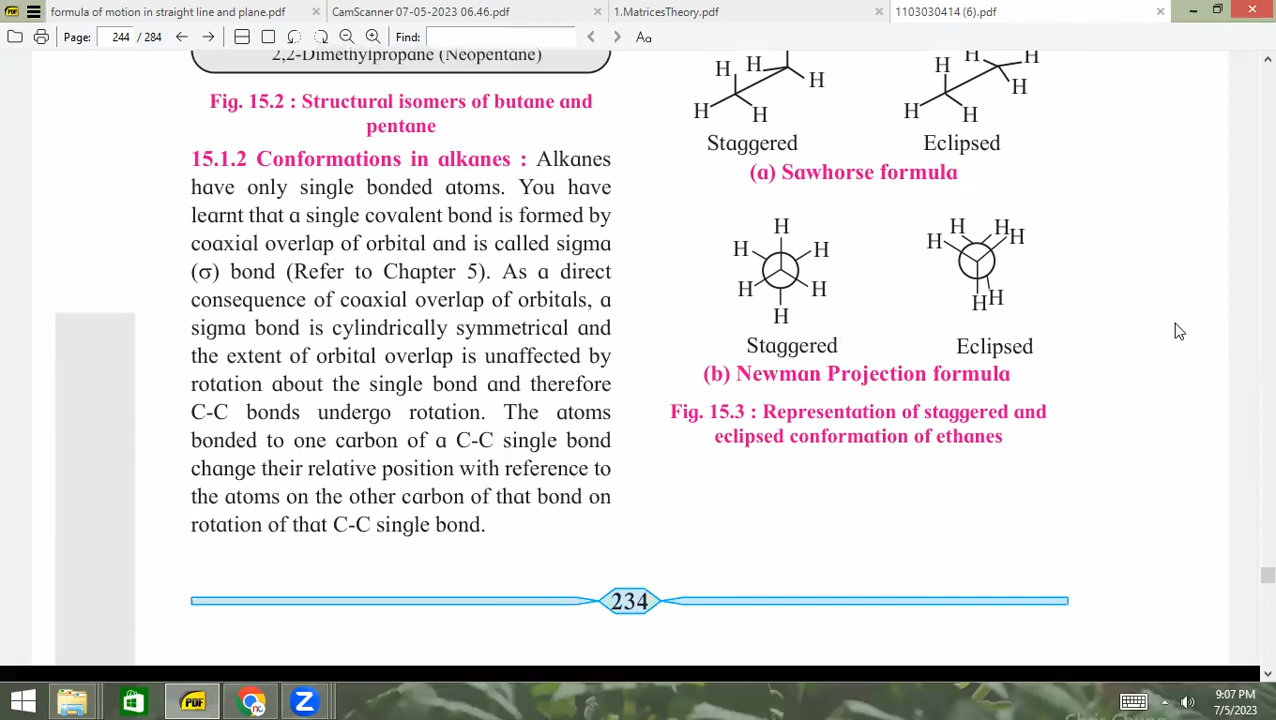 formula of motion in straight line and plane.pdf
CamScanner 07-05-2023 06.46.pdf
1.MatricesTheory.pdf
1103030414 (6).pdf
Page: 244 / 284
Find:
Aa
2,2-Dimethylpropane (Neopentane)
Fig. 15.2 : Structural isomers of butane and
pentane
15.1.2 Conformations in alkanes : Alkanes
have only single bonded atoms. You have
learnt that a single covalent bond is formed by
coaxial overlap of orbital and is called sigma
(σ) bond (Refer to Chapter 5). As a direct
consequence of coaxial overlap of orbitals, a
sigma bond is cylindrically symmetrical and
the extent of orbital overlap is unaffected by
rotation about the single bond and therefore
C-C bonds undergo rotation. The atoms
bonded to one carbon of a C-C single bond
change their relative position with reference to
the atoms on the other carbon of that bond on
rotation of that C-C single bond.
H H H
H H
H H
H H
H H
Staggered Eclipsed
(a) Sawhorse formula
H
H H
H H
H
H H
H H
H H
Staggered Eclipsed
(b) Newman Projection formula
Fig. 15.3 : Representation of staggered and
eclipsed conformation of ethanes
234
PDF
9:07 PM
7/5/2023